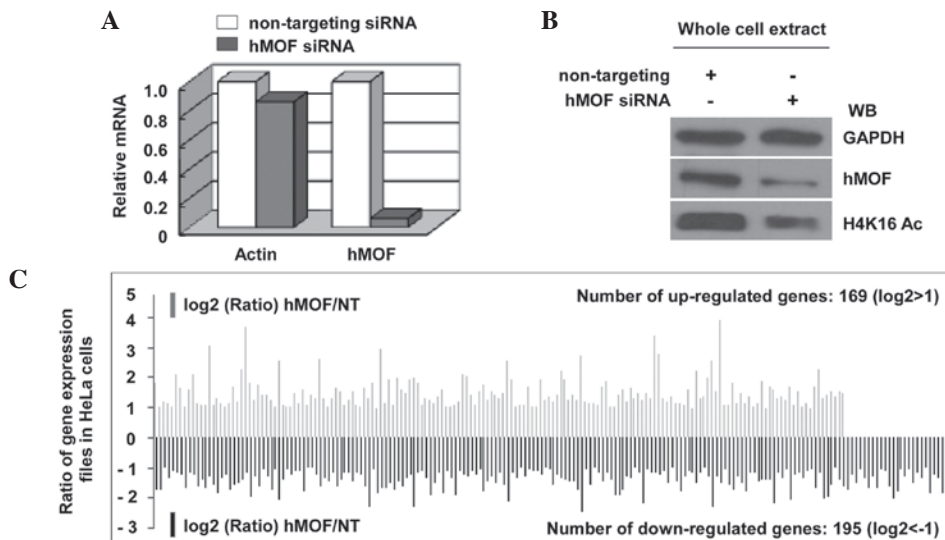 A
non-targeting siRNA
hMOF siRNA
Relative mRNA
1.0
0.8
0.6
0.4
0.2
0
Actin hMOF
B
Whole cell extract
non-targeting + -
hMOF siRNA - +
WB
GAPDH
hMOF
H4K16 Ac
C
Ratio of gene expression
files in HeLa cells
5
4
3
2
1
0
- 1
- 2
- 3
log2 (Ratio) hMOF/NT
Number of up-regulated genes: 169 (log2>1)
log2 (Ratio) hMOF/NT
Number of down-regulated genes: 195 (log2<-1)